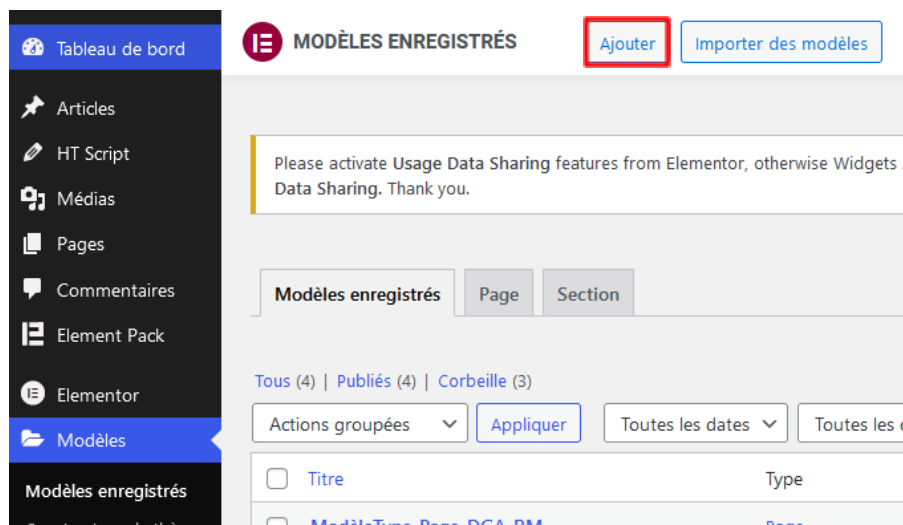 Tableau de bord
Articles
HT Script
Médias
Pages
Commentaires
Element Pack
Elementor
Modèles
Modèles enregistrés
MODÈLES ENREGISTRÉS
Ajouter
Importer des modèles
Please activate Usage Data Sharing features from Elementor, otherwise Widgets
Data Sharing. Thank you.
Modèles enregistrés
Page
Section
Tous (4) | Publiés (4) | Corbeille (3)
Actions groupées
Appliquer
Toutes les dates
Toutes les
Titre
Type